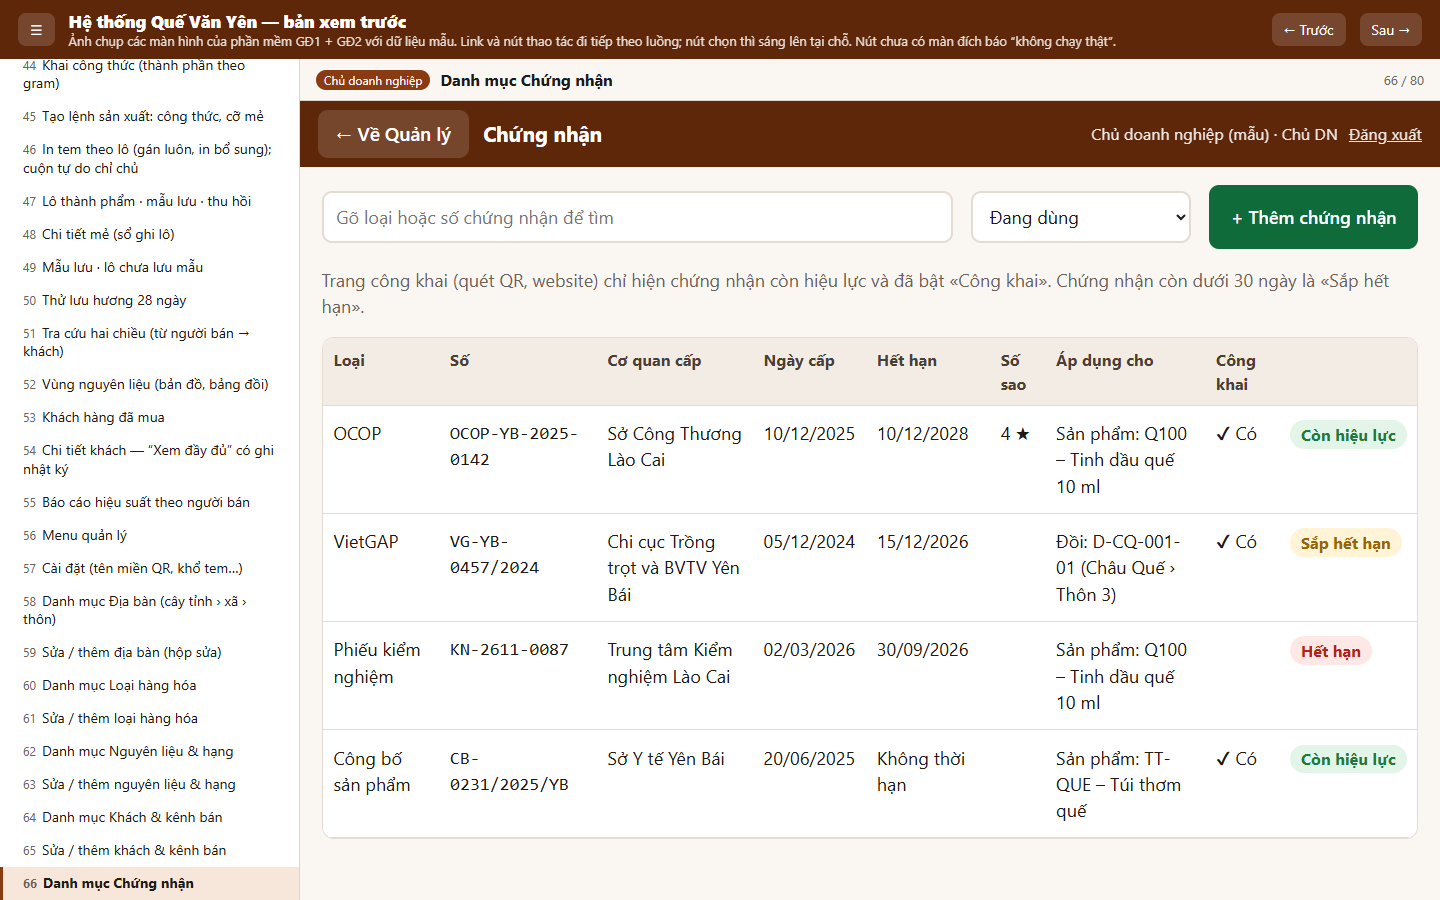 ☰
Hệ thống Quế Văn Yên — bản xem trước
Ảnh chụp các màn hình của phần mềm GĐ1 + GĐ2 với dữ liệu mẫu. Link và nút thao tác đi tiếp theo luồng; nút chọn thì sáng lên tại chỗ. Nút chưa có màn đích báo “không chạy thật”.
← Trước
Sau →
44 Khai công thức (thành phần theo
gram)
45 Tạo lệnh sản xuất: công thức, cỡ mẻ
46 In tem theo lô (gán luôn, in bổ sung);
cuộn tự do chỉ chủ
47 Lô thành phẩm · mẫu lưu · thu hồi
48 Chi tiết mẻ (sổ ghi lô)
49 Mẫu lưu · lô chưa lưu mẫu
50 Thử lưu hương 28 ngày
51 Tra cứu hai chiều (từ người bán →
khách)
52 Vùng nguyên liệu (bản đồ, bảng đồi)
53 Khách hàng đã mua
54 Chi tiết khách — “Xem đầy đủ” có ghi
nhật ký
55 Báo cáo hiệu suất theo người bán
56 Menu quản lý
57 Cài đặt (tên miền QR, khổ tem…)
58 Danh mục Địa bàn (cây tỉnh › xã ›
thôn)
59 Sửa / thêm địa bàn (hộp sửa)
60 Danh mục Loại hàng hóa
61 Sửa / thêm loại hàng hóa
62 Danh mục Nguyên liệu & hạng
63 Sửa / thêm nguyên liệu & hạng
64 Danh mục Khách & kênh bán
65 Sửa / thêm khách & kênh bán
66 Danh mục Chứng nhận
Chủ doanh nghiệp
Danh mục Chứng nhận
66 / 80
← Về Quản lý
Chứng nhận
Chủ doanh nghiệp (mẫu) · Chủ DN
Đăng xuất
Gõ loại hoặc số chứng nhận để tìm
Đang dùng
+ Thêm chứng nhận
Trang công khai (quét QR, website) chỉ hiện chứng nhận còn hiệu lực và đã bật «Công khai». Chứng nhận còn dưới 30 ngày là «Sắp hết
hạn».
Loại
Số
Cơ quan cấp
Ngày cấp
Hết hạn
Số
sao
Áp dụng cho
Công
khai
OCOP
OCOP-YB-2025-
0142
Sở Công Thương
Lào Cai
10/12/2025
10/12/2028
4 ★
Sản phẩm: Q100
– Tinh dầu quế
10 ml
✓ Có
Còn hiệu lực
VietGAP
VG-YB-
0457/2024
Chi cục Trồng
trọt và BVTV Yên
Bái
05/12/2024
15/12/2026
Đồi: D-CQ-001-
01 (Châu Quế ›
Thôn 3)
✓ Có
Sắp hết hạn
Phiếu kiểm
nghiệm
KN-2611-0087
Trung tâm Kiểm
nghiệm Lào Cai
02/03/2026
30/09/2026
Sản phẩm: Q100
– Tinh dầu quế
10 ml
Hết hạn
Công bố
sản phẩm
CB-
0231/2025/YB
Sở Y tế Yên Bái
20/06/2025
Không thời
hạn
Sản phẩm: TT-
QUE – Túi thơm
quế
✓ Có
Còn hiệu lực